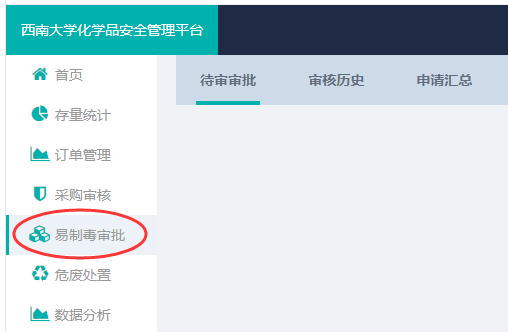 西南大学化学品安全管理平台
首页
待审审批 审核历史 申请汇总
存量统计
订单管理
采购审核
易制毒审批
危废处置
数据分析